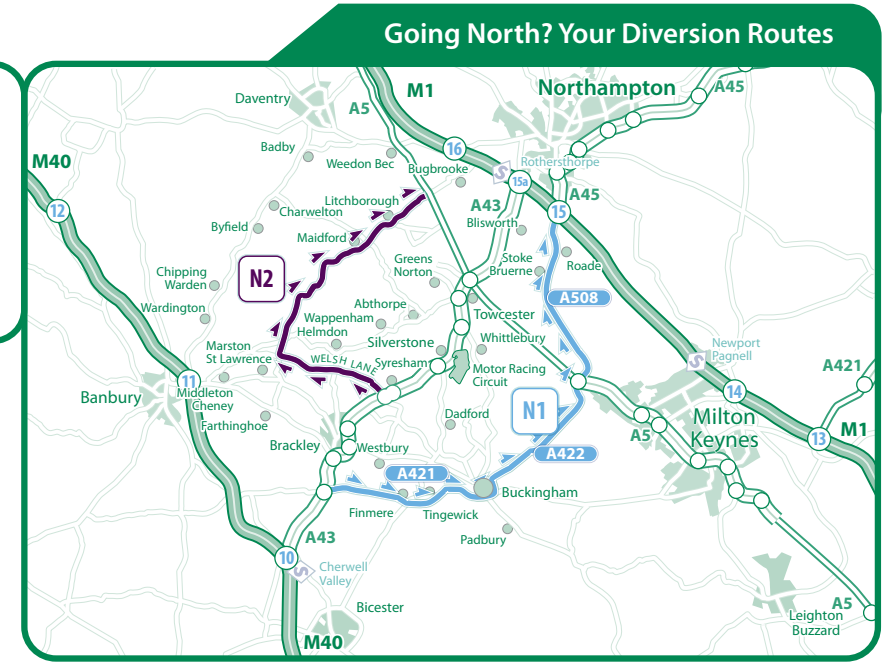 Going North? Your Diversion Routes
Northampton
A45
M1
A5
Daventry
16
Badby
Weedon Bec
Bugbrooke
S
Rothersthorpe
15a
M40
12
Litchborough
Charwelton
A43
15
A45
Byfield
Maidford
Blisworth
Stoke
Bruerne
Roade
Greens
Norton
N2
Chipping
Warden
A508
Wardington
Abthorpe
Wappenham
Helmdon
Towcester
Whittlebury
Silverstone
Marston
St Lawrence
WELSH LANE
Syresham
Motor Racing
Circuit
Newport
Pagnell
S
A421
11
Banbury
Middleton
Cheney
14
Farthinghoe
Dadford
N1
Milton
Keynes
A5
M1
13
Brackley
Westbury
A422
A421
Buckingham
Finmere
Tingewick
Padbury
A43
10
S
Cherwell
Valley
Bicester
A5
Leighton
Buzzard
M40